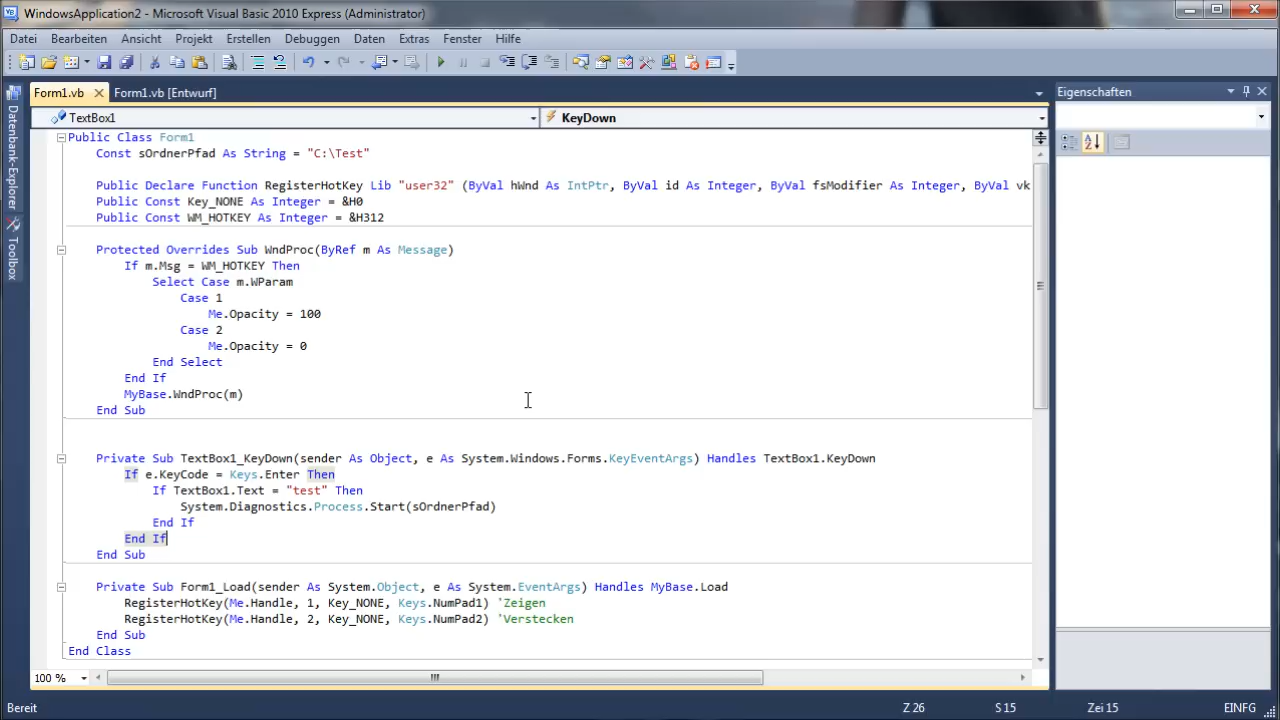 WindowsApplication2 - Microsoft Visual Basic 2010 Express (Administrator)
Datei Bearbeiten Ansicht Projekt Erstellen Debuggen Daten Extras Fenster Hilfe
Form1.vb Form1.vb [Entwurf] Eigenschaften
TextBox1 KeyDown
Datenbank-Explorer
Toolbox
Public Class Form1
Const sOrdnerPfad As String = "C:\Test"
Public Declare Function RegisterHotKey Lib "user32" (ByVal hWnd As IntPtr, ByVal id As Integer, ByVal fsModifier As Integer, ByVal vk
Public Const Key_NONE As Integer = &H0
Public Const WM_HOTKEY As Integer = &H312
Protected Overrides Sub WndProc(ByRef m As Message)
If m.Msg = WM_HOTKEY Then
Select Case m.WParam
Case 1
Me.Opacity = 100
Case 2
Me.Opacity = 0
End Select
End If
MyBase.WndProc(m)
End Sub
Private Sub TextBox1_KeyDown(sender As Object, e As System.Windows.Forms.KeyEventArgs) Handles TextBox1.KeyDown
If e.KeyCode = Keys.Enter Then
If TextBox1.Text = "test" Then
System.Diagnostics.Process.Start(sOrdnerPfad)
End If
End If
End Sub
Private Sub Form1_Load(sender As System.Object, e As System.EventArgs) Handles MyBase.Load
RegisterHotKey(Me.Handle, 1, Key_NONE, Keys.NumPad1) 'Zeigen
RegisterHotKey(Me.Handle, 2, Key_NONE, Keys.NumPad2) 'Verstecken
End Sub
End Class
100 %
Bereit Z 26 S 15 Zei 15 EINFG